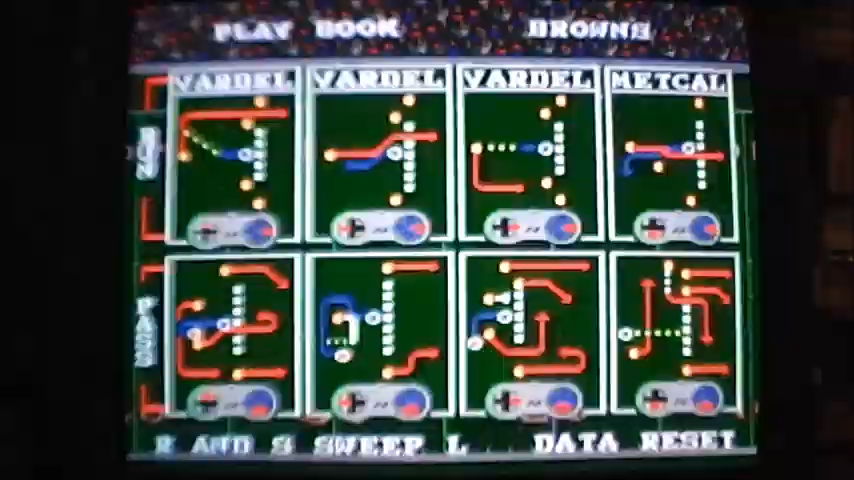 PLAY BOOK BROWNS
VARDEL VARDEL VARDEL METCAL
RUN
PASS
R AND S SWEEP L DATA RESET